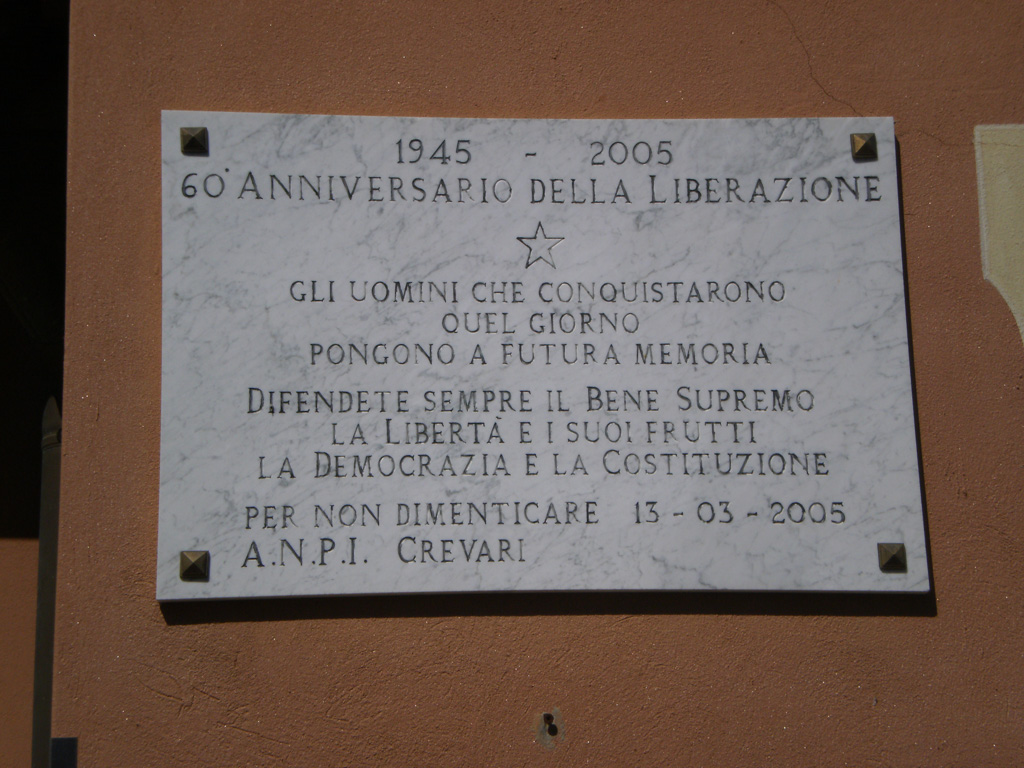 1945 - 2005
60° ANNIVERSARIO DELLA LIBERAZIONE
GLI UOMINI CHE CONQUISTARONO
QUEL GIORNO
PONGONO A FUTURA MEMORIA
DIFENDETE SEMPRE IL BENE SUPREMO
LA LIBERTÀ E I SUOI FRUTTI
LA DEMOCRAZIA E LA COSTITUZIONE
PER NON DIMENTICARE 13 - 03 - 2005
A.N.P.I. CREVARI